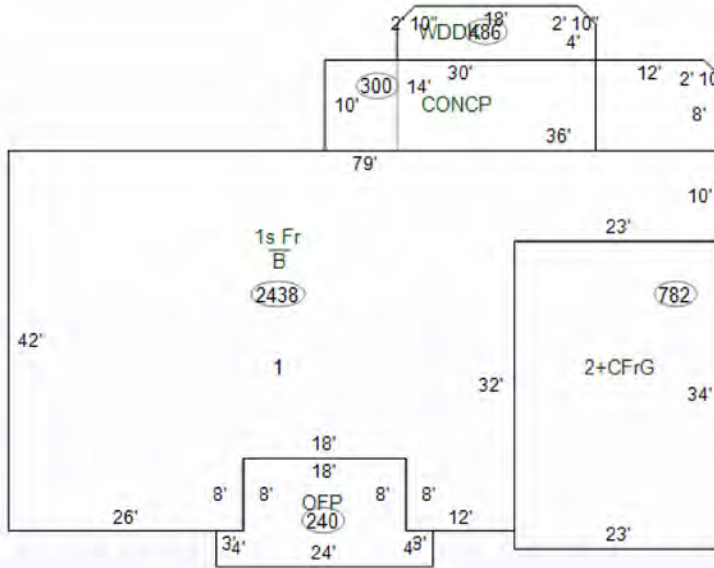 2' 10" 18' 2' 10"
WDDK 486
4"
30' 12' 2' 10
300 14'
10' CONCP 8'
36'
79'
10'
23'
1s Fr
B
2438 782
42'
1 2+CFrG
32' 34'
18'
18'
8' 8' OFP 8' 8'
26' 240 12'
3' 4' 24' 4' 3' 23'